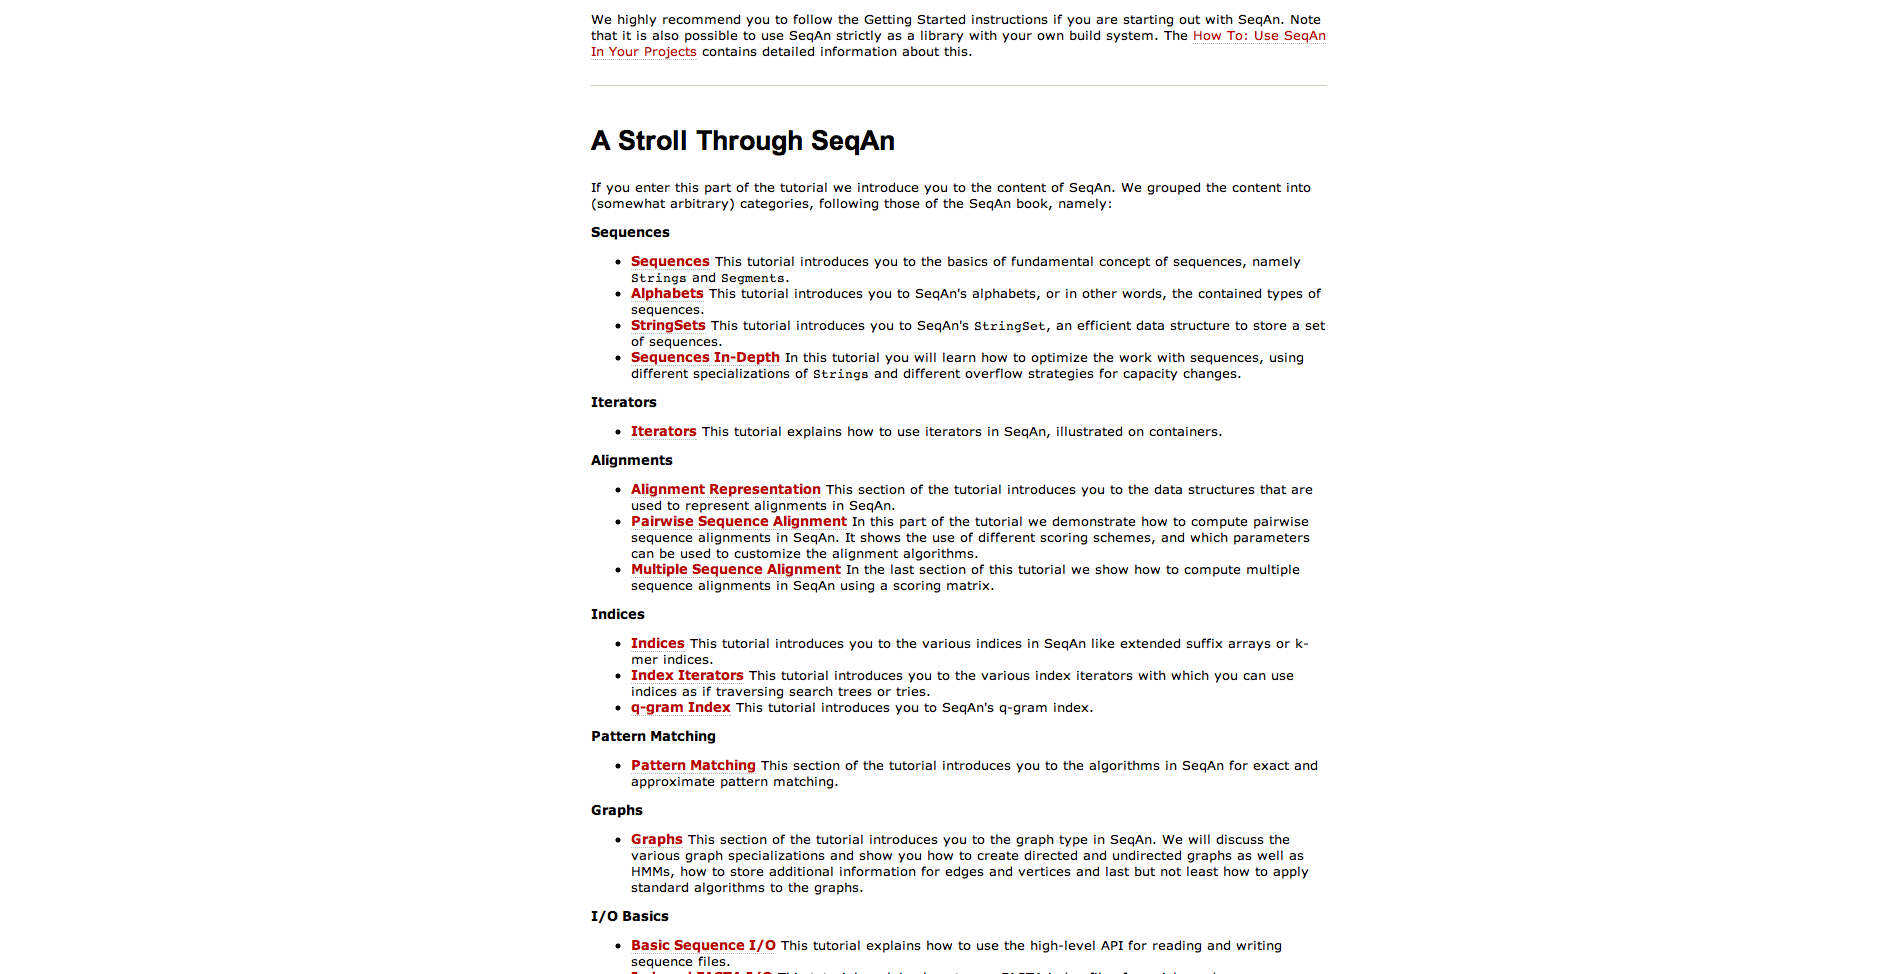 We highly recommend you to follow the Getting Started instructions if you are starting out with SeqAn. Note
that it is also possible to use SeqAn strictly as a library with your own build system. The How To: Use SeqAn
In Your Projects contains detailed information about this.
A Stroll Through SeqAn
If you enter this part of the tutorial we introduce you to the content of SeqAn. We grouped the content into
(somewhat arbitrary) categories, following those of the SeqAn book, namely:
Sequences
• Sequences This tutorial introduces you to the basics of fundamental concept of sequences, namely
Strings and Segments.
• Alphabets This tutorial introduces you to SeqAn's alphabets, or in other words, the contained types of
sequences.
• StringSets This tutorial introduces you to SeqAn's StringSet, an efficient data structure to store a set
of sequences.
• Sequences In-Depth In this tutorial you will learn how to optimize the work with sequences, using
different specializations of Strings and different overflow strategies for capacity changes.
Iterators
• Iterators This tutorial explains how to use iterators in SeqAn, illustrated on containers.
Alignments
• Alignment Representation This section of the tutorial introduces you to the data structures that are
used to represent alignments in SeqAn.
• Pairwise Sequence Alignment In this part of the tutorial we demonstrate how to compute pairwise
sequence alignments in SeqAn. It shows the use of different scoring schemes, and which parameters
can be used to customize the alignment algorithms.
• Multiple Sequence Alignment In the last section of this tutorial we show how to compute multiple
sequence alignments in SeqAn using a scoring matrix.
Indices
• Indices This tutorial introduces you to the various indices in SeqAn like extended suffix arrays or k-
mer indices.
• Index Iterators This tutorial introduces you to the various index iterators with which you can use
indices as if traversing search trees or tries.
• q-gram Index This tutorial introduces you to SeqAn's q-gram index.
Pattern Matching
• Pattern Matching This section of the tutorial introduces you to the algorithms in SeqAn for exact and
approximate pattern matching.
Graphs
• Graphs This section of the tutorial introduces you to the graph type in SeqAn. We will discuss the
various graph specializations and show you how to create directed and undirected graphs as well as
HMMs, how to store additional information for edges and vertices and last but not least how to apply
standard algorithms to the graphs.
I/O Basics
• Basic Sequence I/O This tutorial explains how to use the high-level API for reading and writing
sequence files.